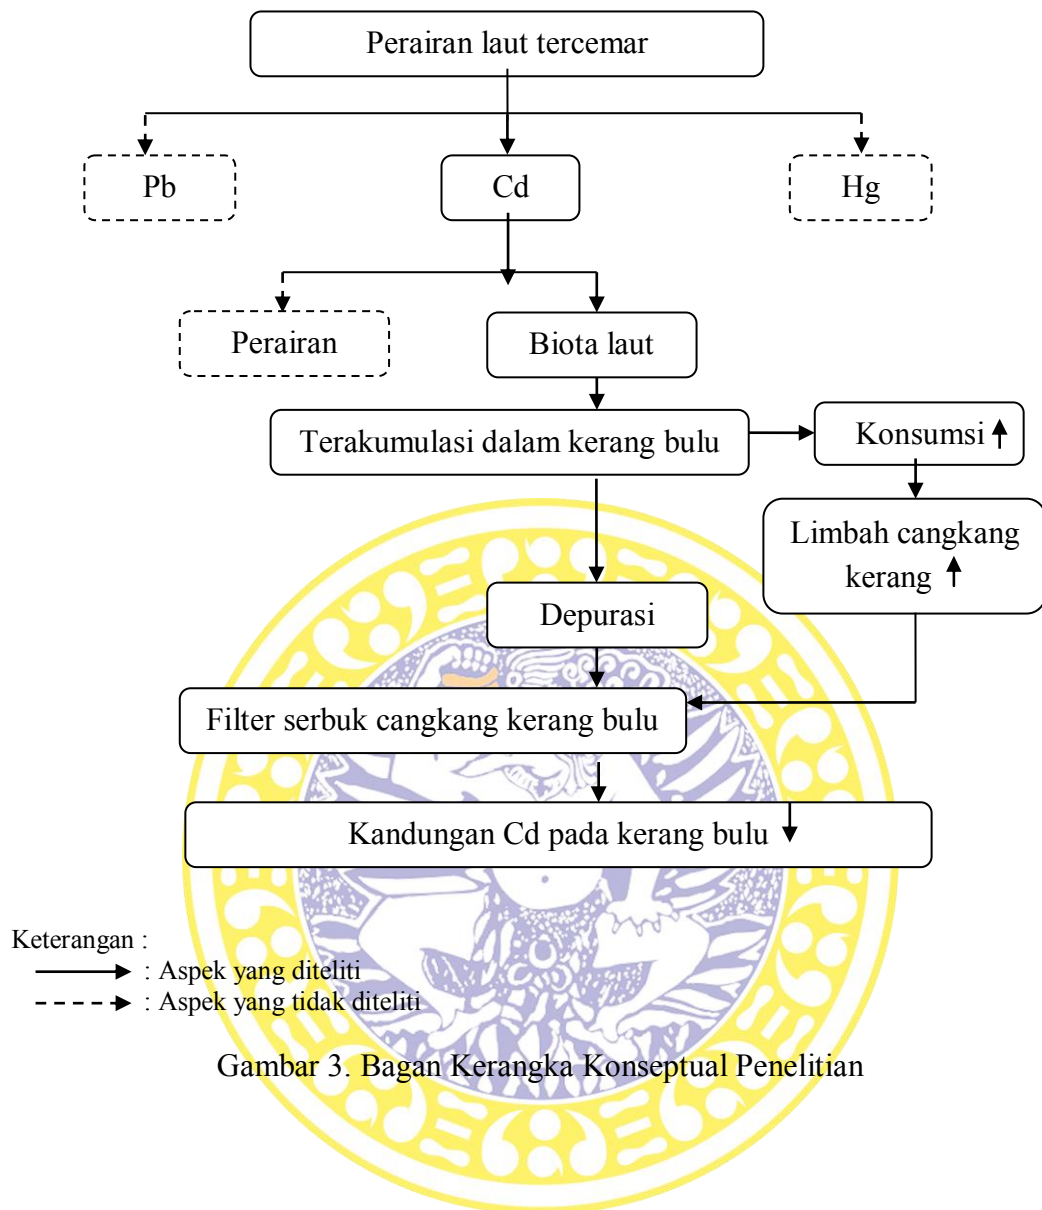 Perairan laut tercemar
Pb
Cd
Hg
Perairan
Biota laut
Terakumulasi dalam kerang bulu
Konsumsi
Limbah cangkang
kerang
Depurasi
Filter serbuk cangkang kerang bulu
Kandungan Cd pada kerang bulu
Keterangan :
: Aspek yang diteliti
: Aspek yang tidak diteliti
Gambar 3. Bagan Kerangka Konseptual Penelitian